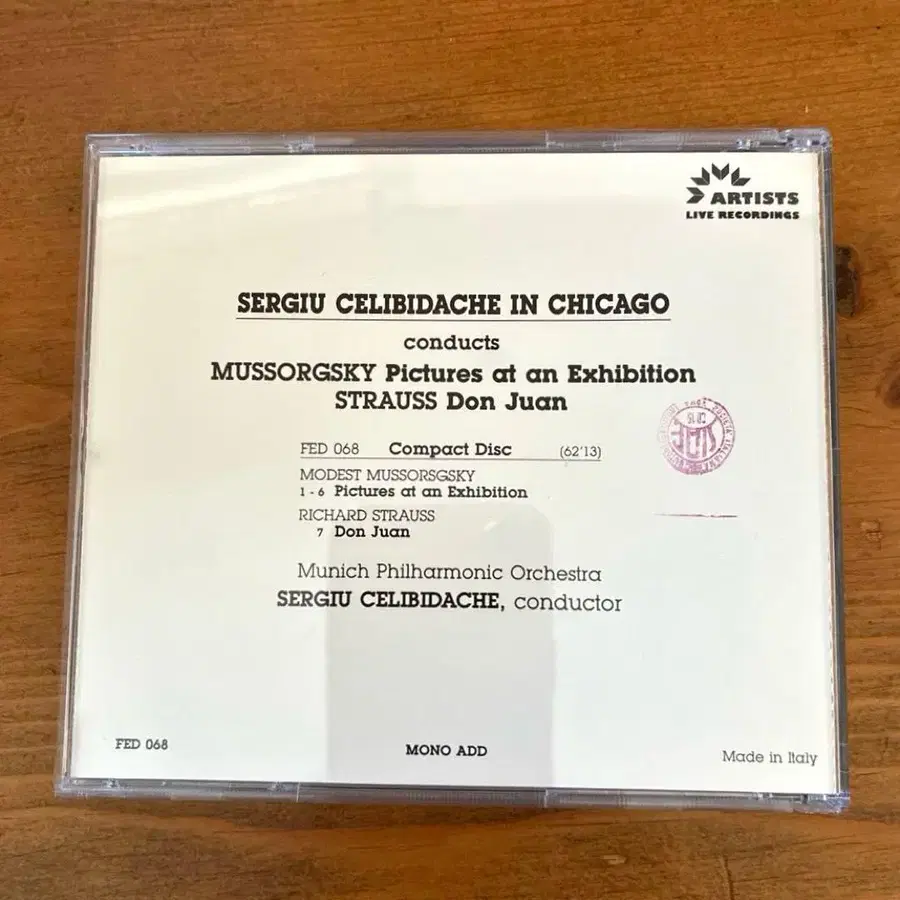 ARTISTS
LIVE RECORDINGS
SERGIU CELIBIDACHE IN CHICAGO
conducts
MUSSORGSKY Pictures at an Exhibition
STRAUSS Don Juan
FED 068 Compact Disc (62'13)
MODEST MUSSORSGSKY
1 - 6 Pictures at an Exhibition
RICHARD STRAUSS
7 Don Juan
Munich Philharmonic Orchestra
SERGIU CELIBIDACHE, conductor
FED 068
MONO ADD
Made in Italy